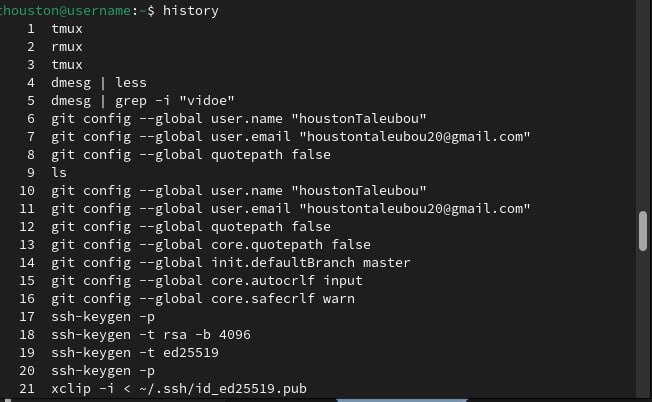 thouston@username:~$ history
1 tmux
2 rmux
3 tmux
4 dmesg | less
5 dmesg | grep -i "vidoe"
6 git config --global user.name "houstonTaleubou"
7 git config --global user.email "houstontaleubou20@gmail.com"
8 git config --global quotepath false
9 ls
10 git config --global user.name "houstonTaleubou"
11 git config --global user.email "houstontaleubou20@gmail.com"
12 git config --global quotepath false
13 git config --global core.quotepath false
14 git config --global init.defaultBranch master
15 git config --global core.autocrlf input
16 git config --global core.safecrlf warn
17 ssh-keygen -p
18 ssh-keygen -t rsa -b 4096
19 ssh-keygen -t ed25519
20 ssh-keygen -p
21 xclip -i < ~/.ssh/id_ed25519.pub